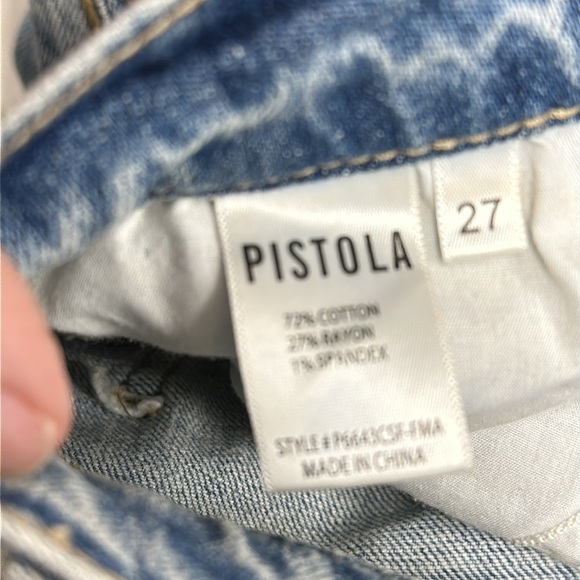 PISTOLA
27
72% COTTON
27% RAYON
1% SPANDEX
STYLE # P6643CSF-FMA
MADE IN CHINA